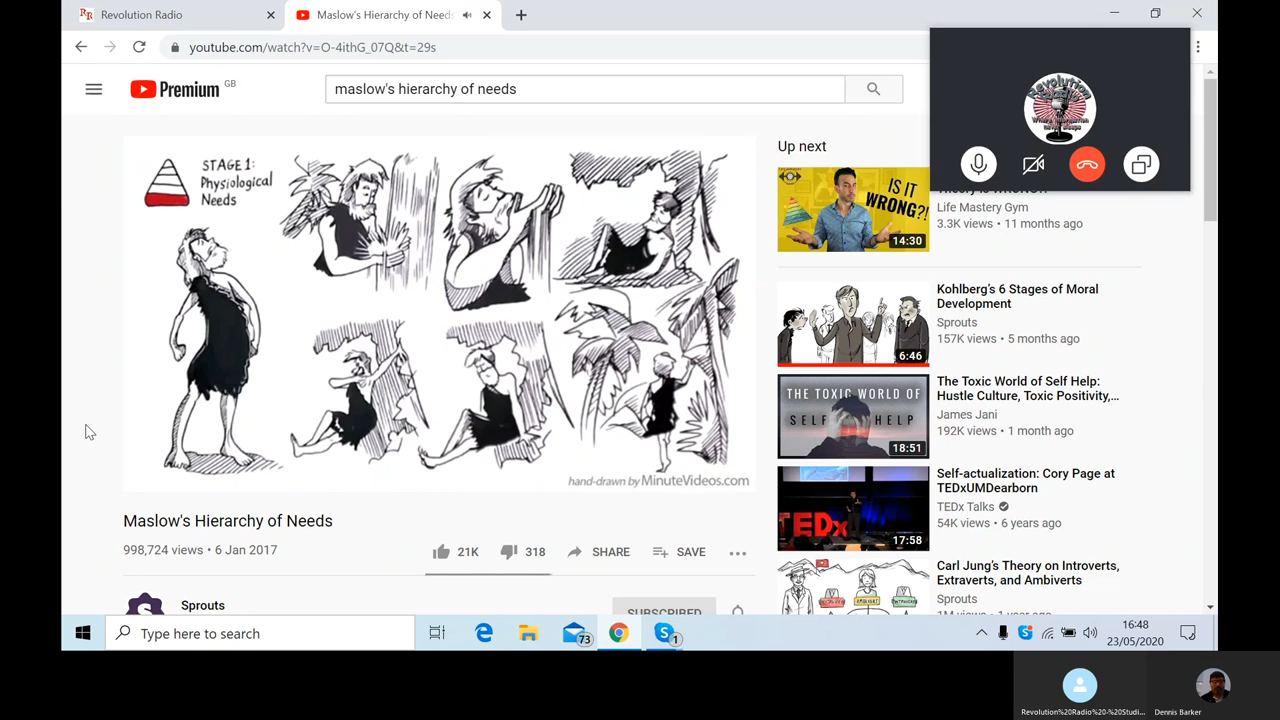 Revolution Radio
Maslow's Hierarchy of Needs
youtube.com/watch?v=O-4ithG_07Q&t=29s
Premium GB
maslow's hierarchy of needs
STAGE 1:
Physiological
Needs
hand-drawn by MinuteVideos.com
Maslow's Hierarchy of Needs
998,724 views • 6 Jan 2017
21K 318 SHARE SAVE
Sprouts
SUBSCRIBED
Up next
IS IT
WRONG?!
14:30
Life Mastery Gym
3.3K views • 11 months ago
6:46
Kohlberg's 6 Stages of Moral
Development
Sprouts
157K views • 5 months ago
THE TOXIC WORLD OF
SELF HELP
18:51
The Toxic World of Self Help:
Hustle Culture, Toxic Positivity,...
James Jani
192K views • 1 month ago
TEDx
17:58
Self-actualization: Cory Page at
TEDxUMDearborn
TEDx Talks
54K views • 6 years ago
Carl Jung's Theory on Introverts,
Extraverts, and Ambiverts
Sprouts
Revolution
Radio
Type here to search
73
1
16:48
23/05/2020
Revolution%20Radio%20-%20Studi...
Dennis Barker